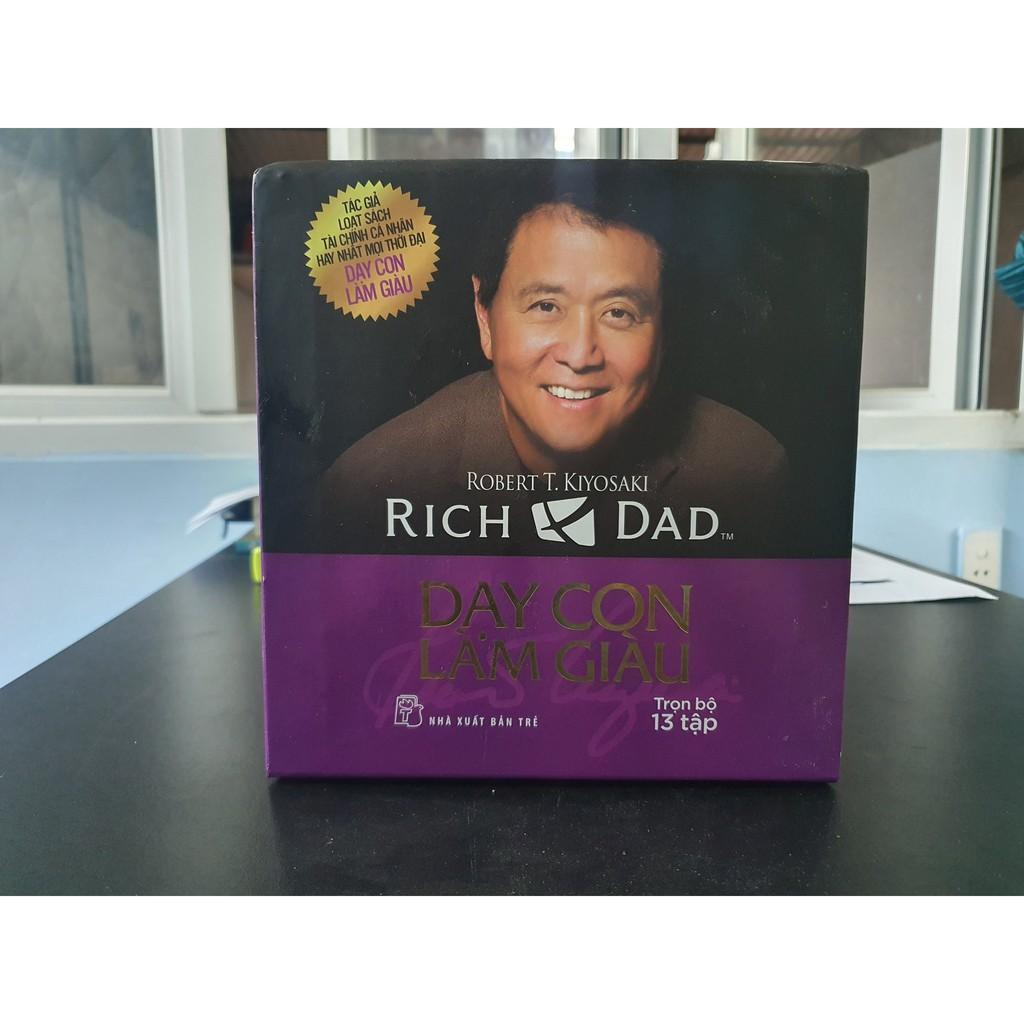 TÁC GIẢ
LOẠT SÁCH
TÀI CHÍNH CÁ NHÂN
HAY NHẤT MỌI THỜI ĐẠI
DẠY CON
LÀM GIÀU
ROBERT T. KIYOSAKI
RICH DAD™
DẠY CON
LÀM GIÀU
NHÀ XUẤT BẢN TRẺ
Trọn bộ
13 tập